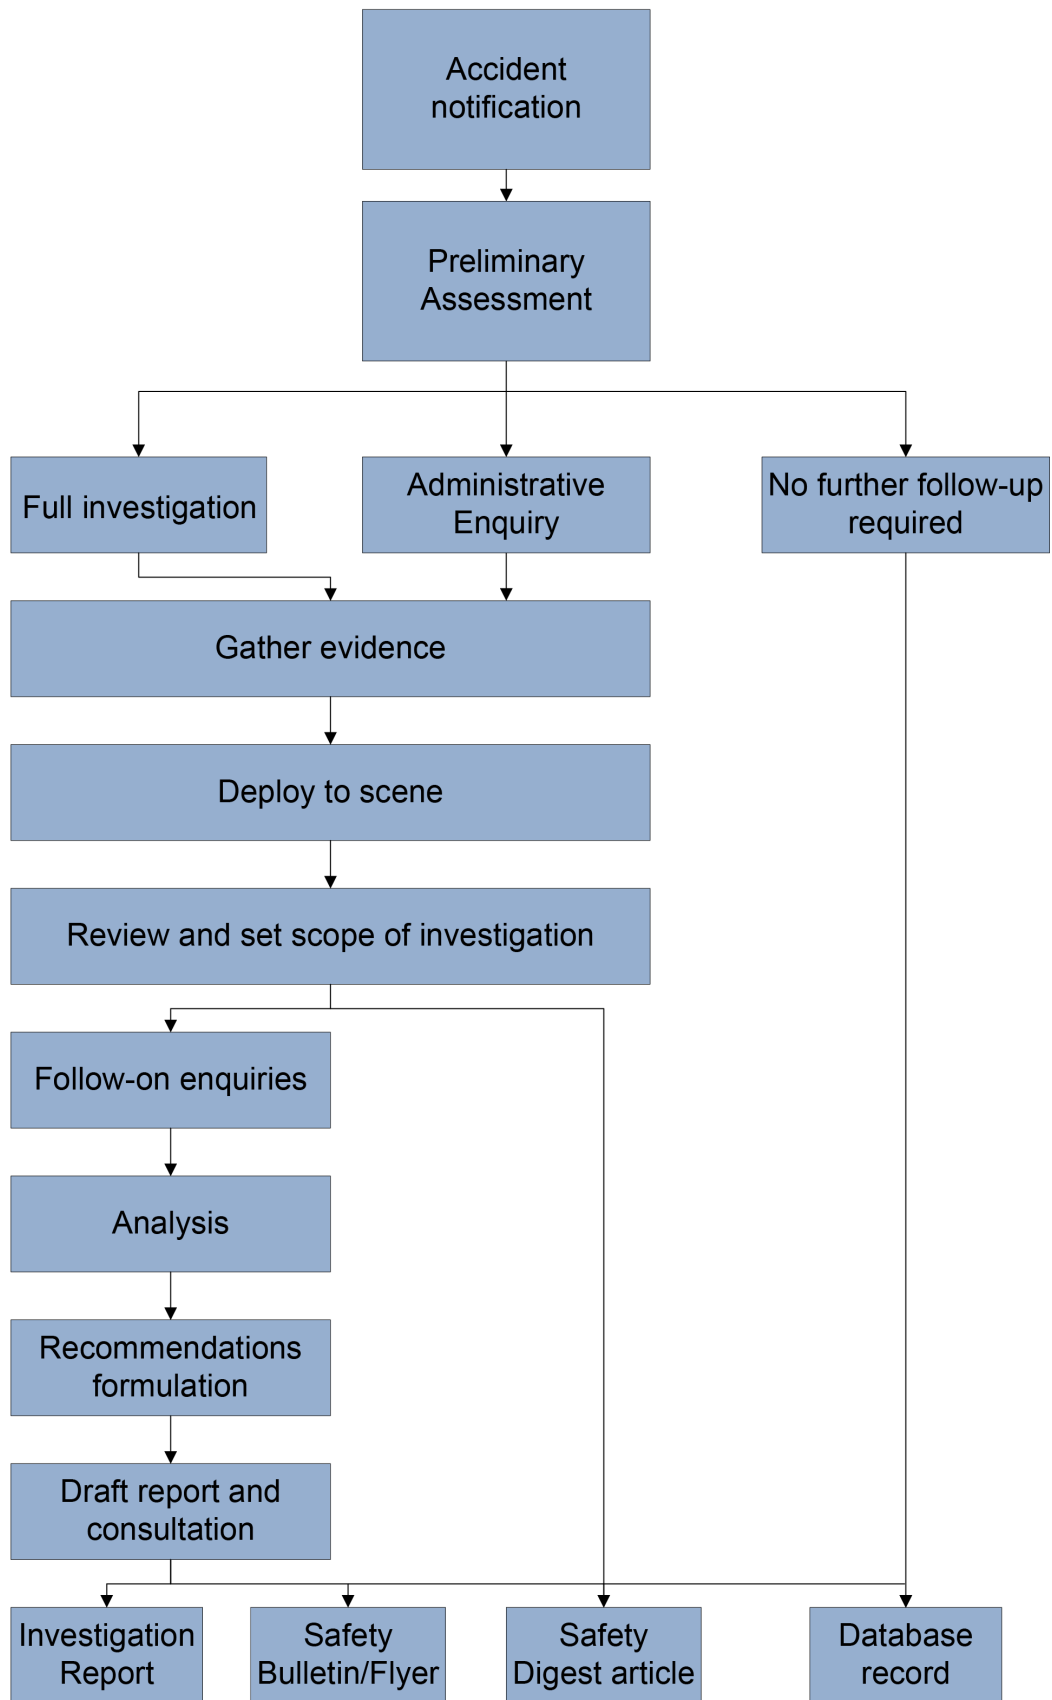 Accident
notification
Preliminary
Assessment
Full investigation
Administrative
Enquiry
No further follow-up
required
Gather evidence
Deploy to scene
Review and set scope of investigation
Follow-on enquiries
Analysis
Recommendations
formulation
Draft report and
consultation
Investigation
Report
Safety
Bulletin/Flyer
Safety
Digest article
Database
record